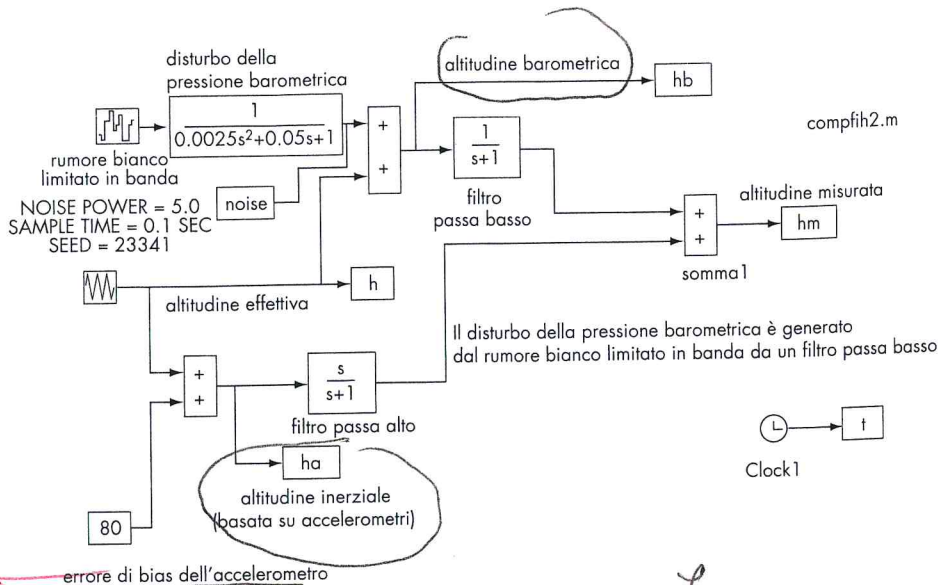 disturbo della
pressione barometrica
1
0.0025s²+0.05s+1
rumore bianco
limitato in banda
NOISE POWER = 5.0
SAMPLE TIME = 0.1 SEC
SEED = 23341
noise
+
+
altitudine barometrica
hb
compfih2.m
1
s+1
filtro
passa basso
altitudine misurata
+
+
hm
somma1
altitudine effettiva
h
Il disturbo della pressione barometrica è generato
dal rumore bianco limitato in banda da un filtro passa basso
+
+
s
s+1
filtro passa alto
ha
altitudine inerziale
(basata su accelerometri)
t
Clock1
80
errore di bias dell'accelerometro